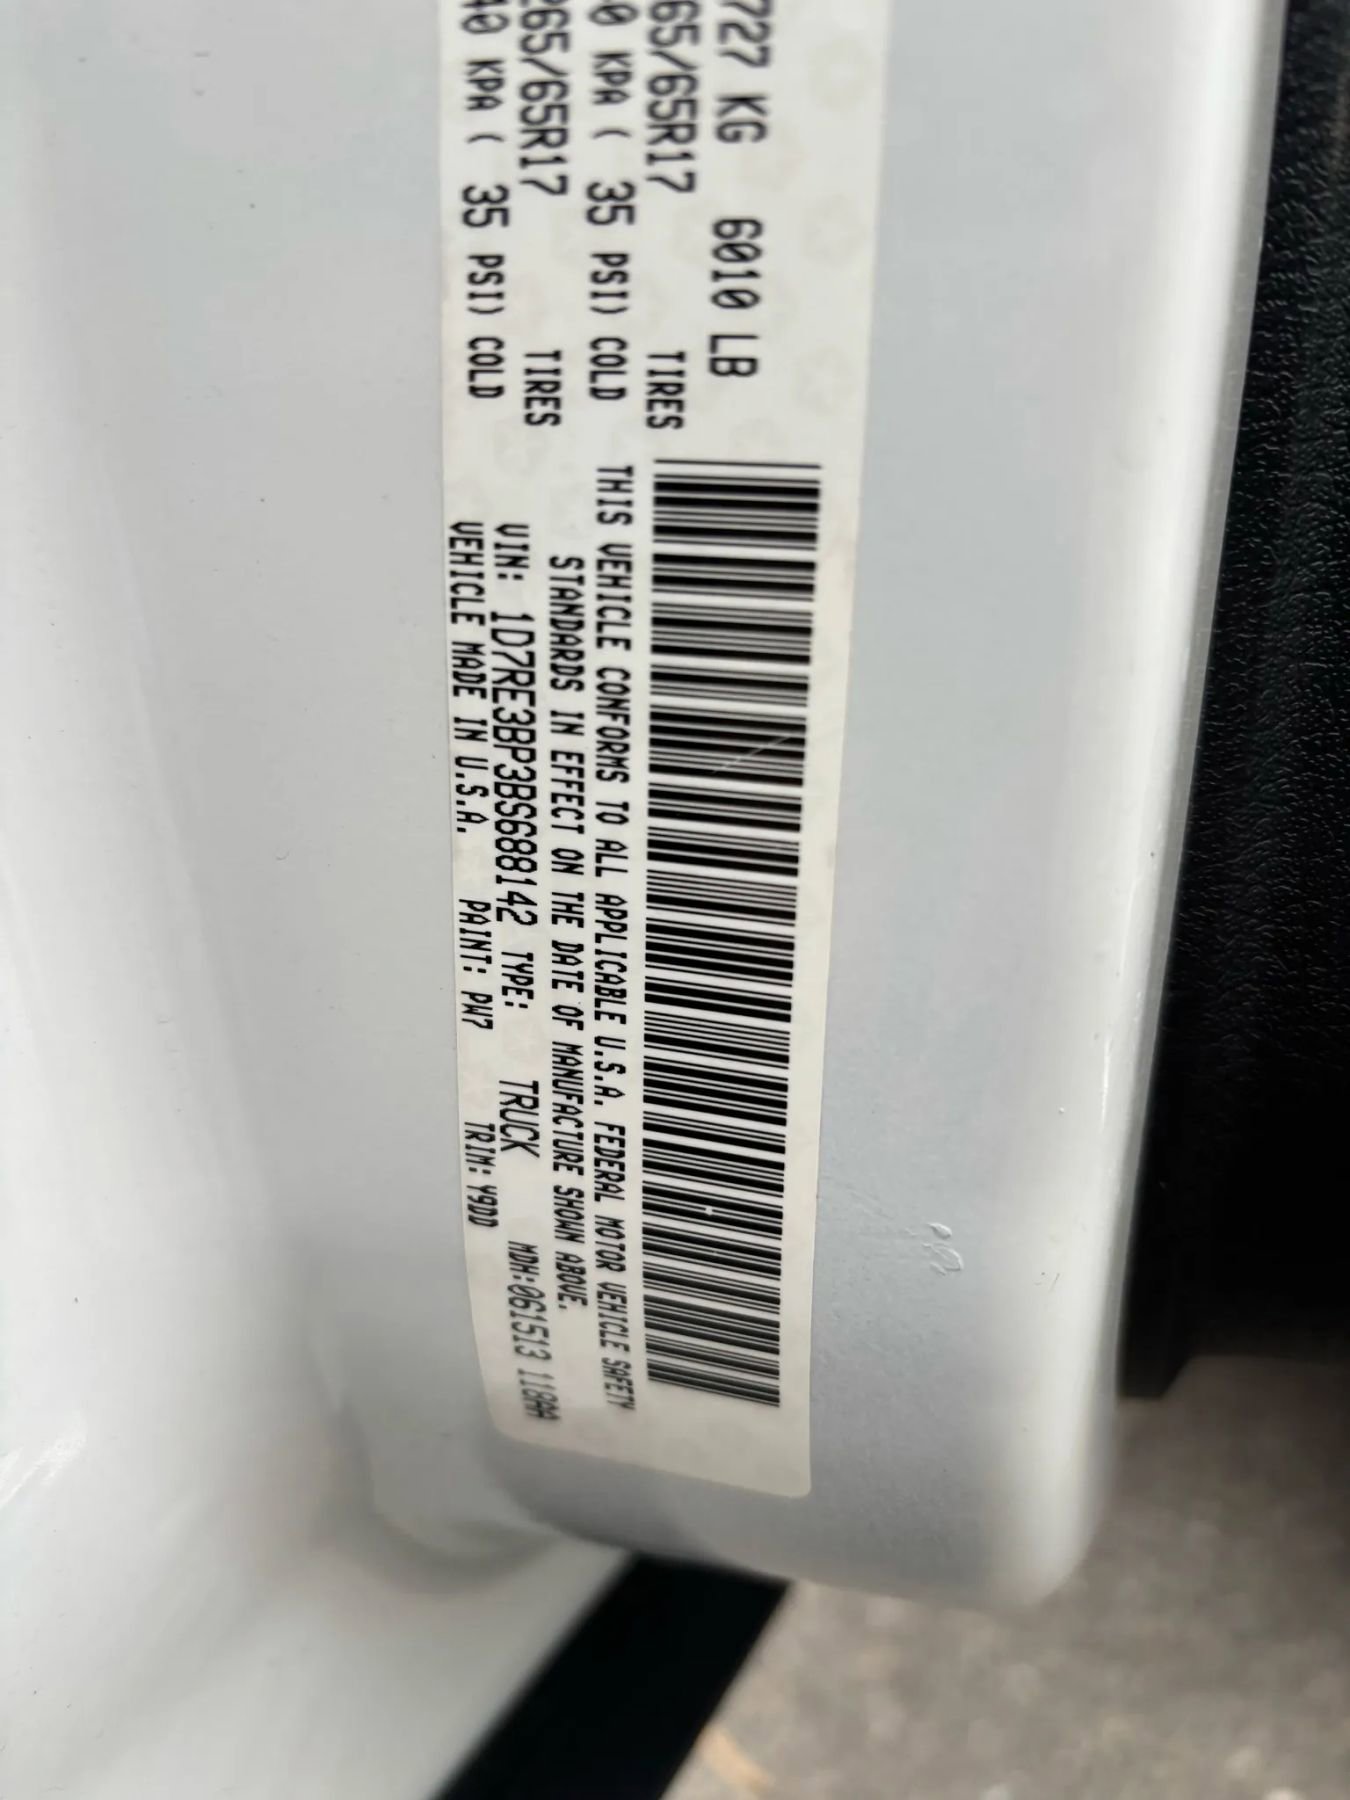 727 KG 6010 LB
65/65R17 TIRES
0 KPA ( 35 PSI) COLD
265/65R17 TIRES
40 KPA ( 35 PSI) COLD
THIS VEHICLE CONFORMS TO ALL APPLICABLE U.S.A. FEDERAL MOTOR VEHICLE SAFETY
STANDARDS IN EFFECT ON THE DATE OF MANUFACTURE SHOWN ABOVE.
VIN: 1D7RE3BP3BS688142 TYPE: TRUCK MDH:061513 118AA
VEHICLE MADE IN U.S.A. PAINT: PW7 TRIM: Y9DD